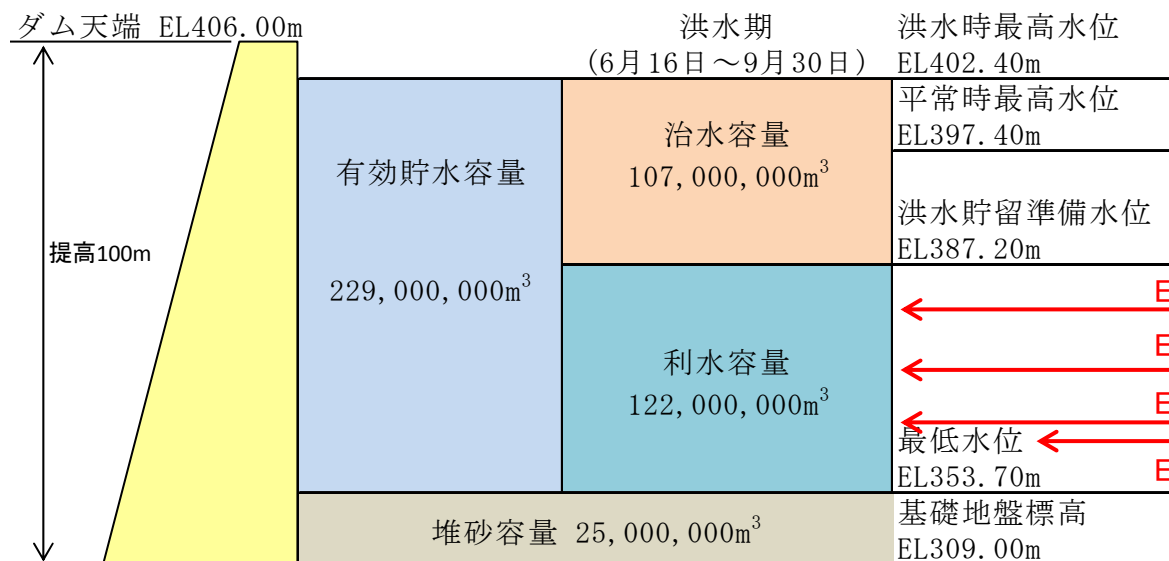 ダム天端 EL406.00m
洪水期
(6月16日～9月30日)
洪水時最高水位
EL402.40m
平常時最高水位
EL397.40m
有効貯水容量
229,000,000m³
治水容量
107,000,000m³
洪水貯留準備水位
EL387.20m
提高100m
利水容量
122,000,000m³
E
E
E
最低水位
EL353.70m
E
堆砂容量 25,000,000m³
基礎地盤標高
EL309.00m